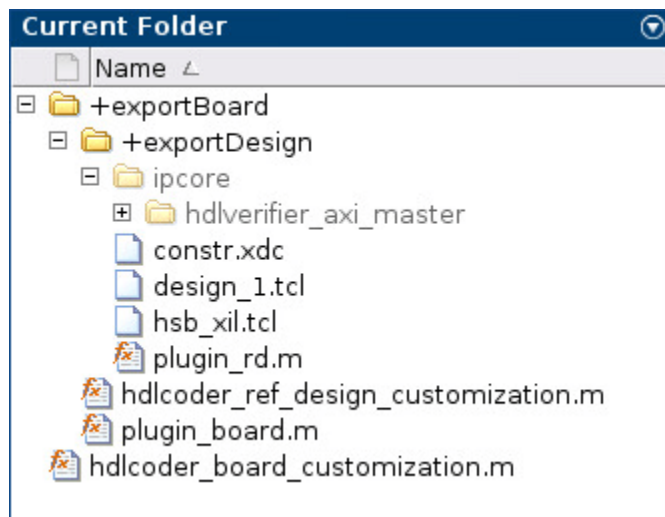 Current Folder
Name
+exportBoard
+exportDesign
ipcore
hdlverifier_axi_master
constr.xdc
design_1.tcl
hsb_xil.tcl
plugin_rd.m
hdlcoder_ref_design_customization.m
plugin_board.m
hdlcoder_board_customization.m